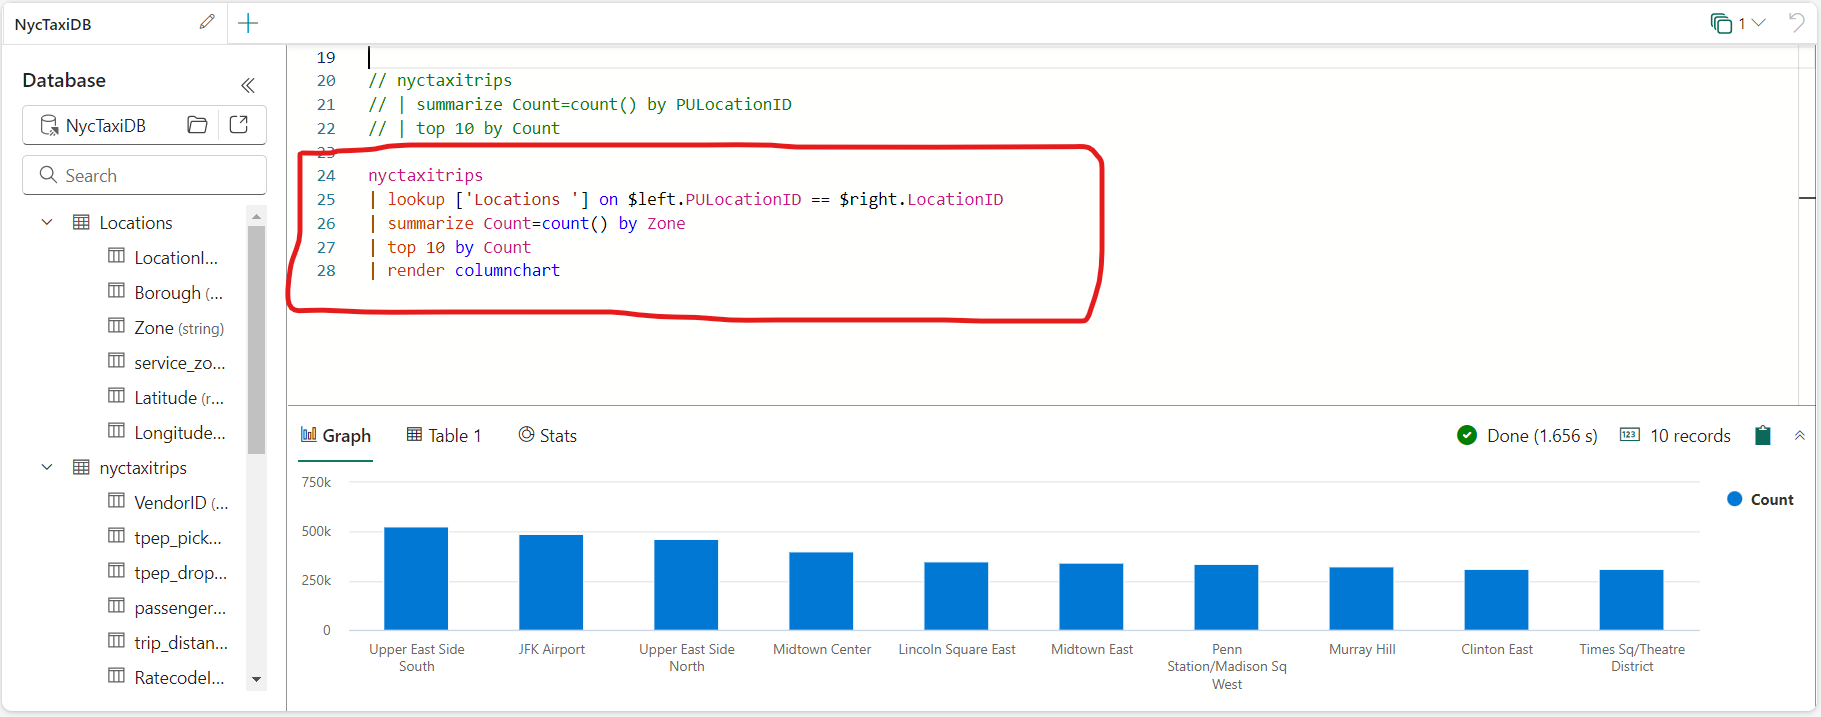 NycTaxiDB
1
Database
NycTaxiDB
Search
Locations
LocationI...
Borough (...
Zone (string)
service_zo...
Latitude (r...
Longitude...
nyctaxitrips
VendorID (...
tpep_pick...
tpep_drop...
passenger...
trip_distan...
RatecodeI...
19
20 // nyctaxitrips
21 // | summarize Count=count() by PULocationID
22 // | top 10 by Count
23
24 nyctaxitrips
25 | lookup ['Locations '] on $left.PULocationID == $right.LocationID
26 | summarize Count=count() by Zone
27 | top 10 by Count
28 | render columnchart
Graph Table 1 Stats
Done (1.656 s) 123 10 records
750k
500k
250k
0
Count
Upper East Side South
JFK Airport
Upper East Side North
Midtown Center
Lincoln Square East
Midtown East
Penn Station/Madison Sq West
Murray Hill
Clinton East
Times Sq/Theatre District